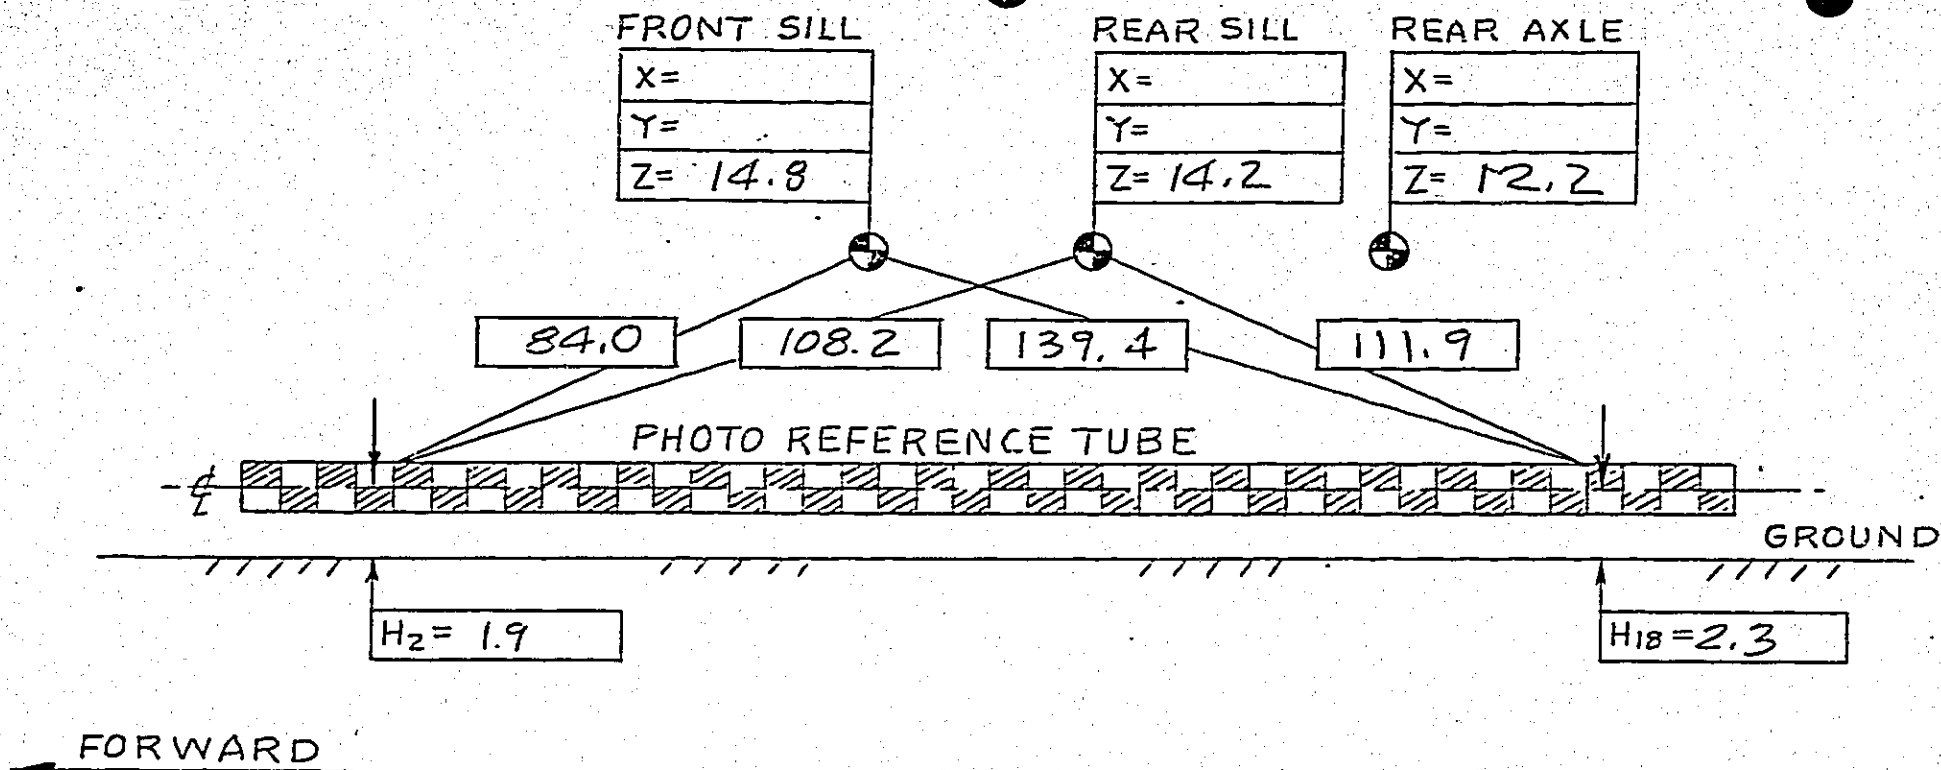 FRONT SILL
X=
Y=
Z= 14.8
REAR SILL
X=
Y=
Z= 14.2
REAR AXLE
X=
Y=
Z= 12.2
84.0
108.2
139.4
111.9
PHOTO REFERENCE TUBE
℄
GROUND
H₂= 1.9
H₁₈=2.3
FORWARD